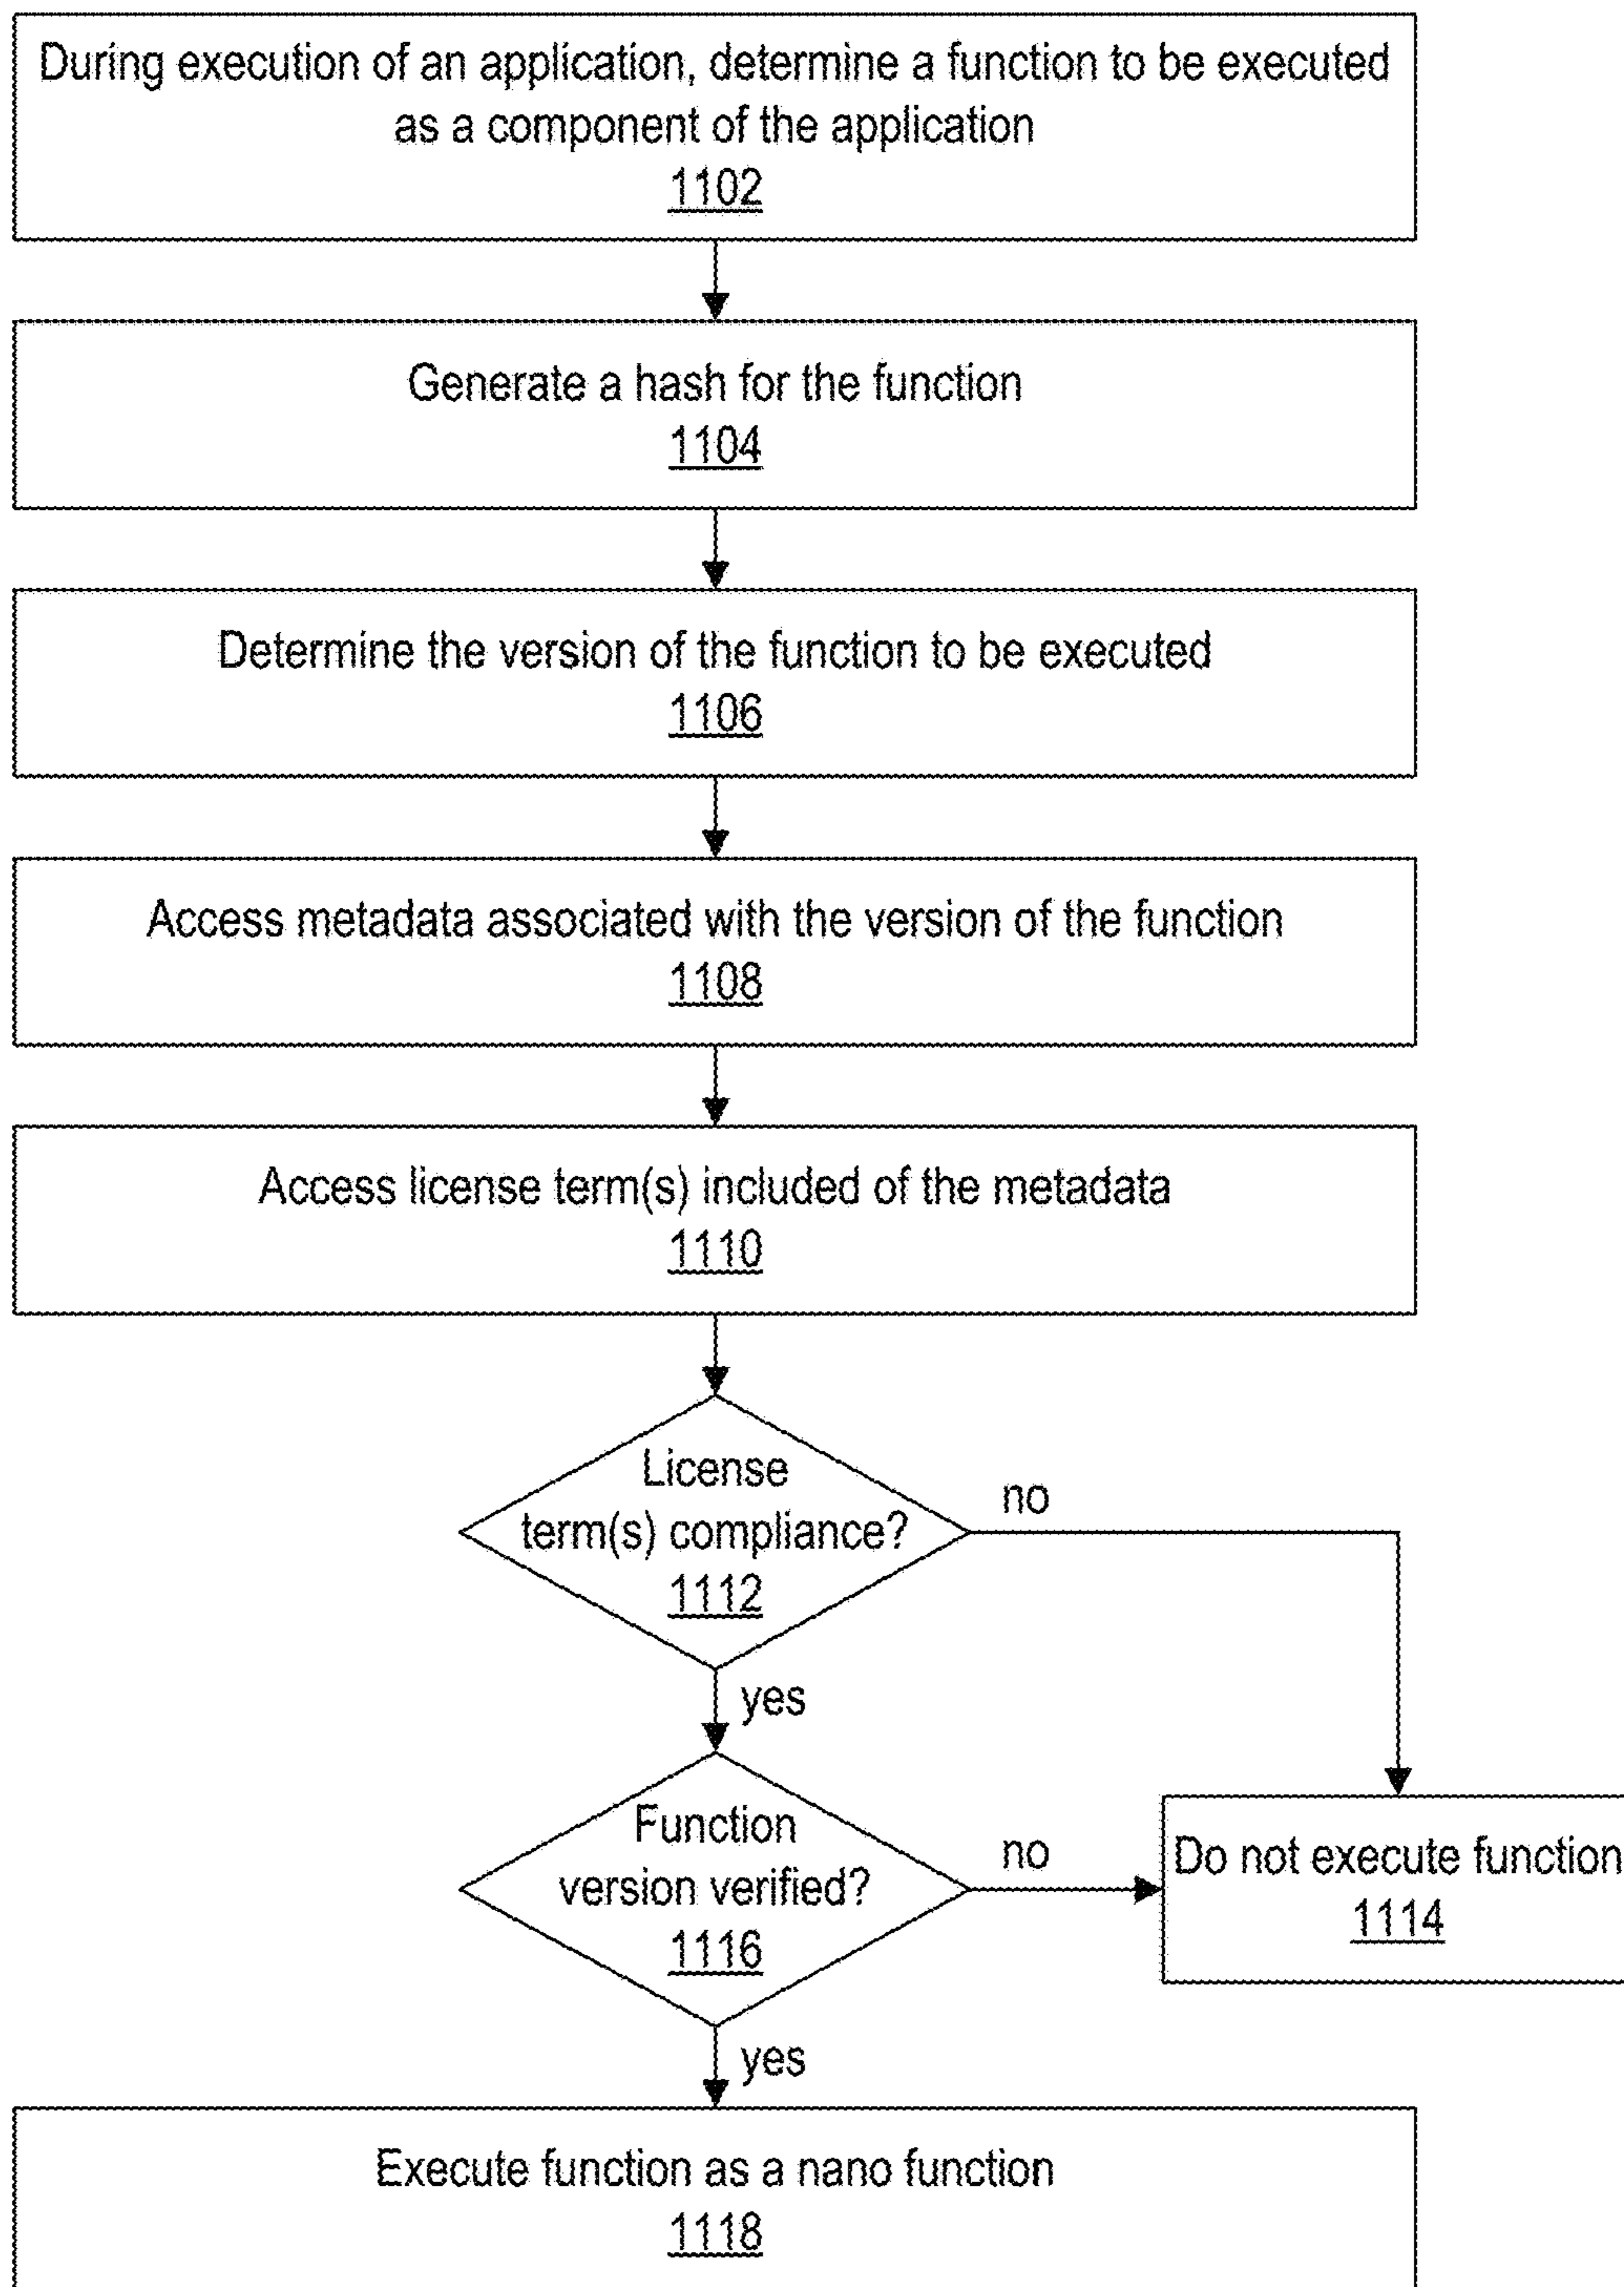 During execution of an application, determine a function to be executed
as a component of the application
1102
Generate a hash for the function
1104
Determine the version of the function to be executed
1106
Access metadata associated with the version of the function
1108
Access license term(s) included of the metadata
1110
License
term(s) compliance?
1112
no
yes
Function
version verified?
1116
no
Do not execute function
1114
yes
Execute function as a nano function
1118